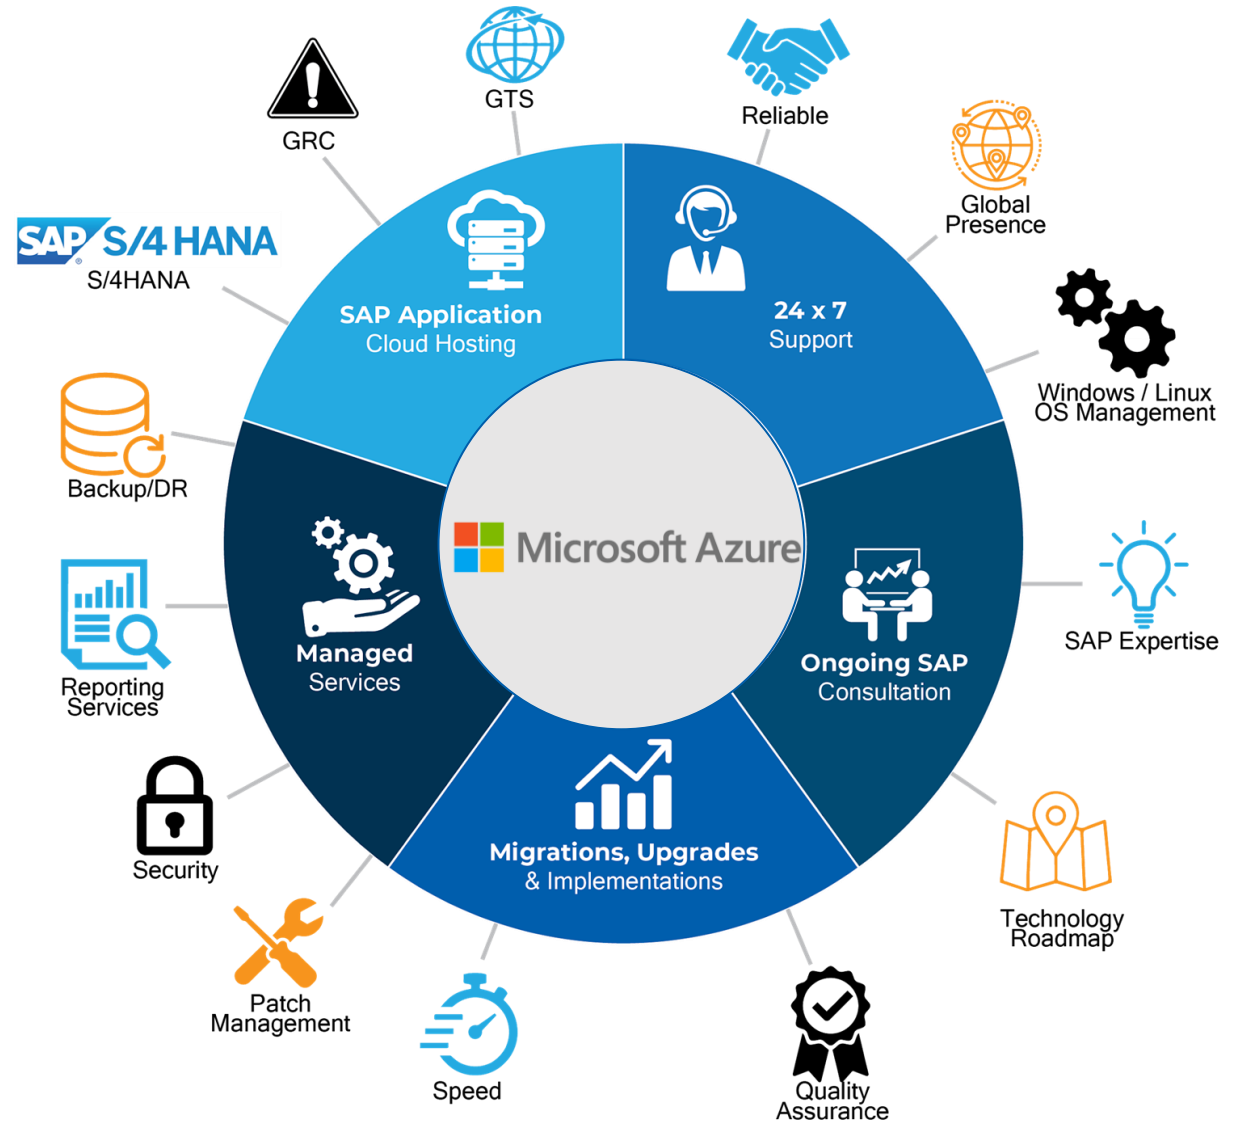 GTS
Reliable
GRC
Global
Presence
SAP S/4 HANA
®
S/4HANA
SAP Application
Cloud Hosting
24 x 7
Support
Windows / Linux
OS Management
Backup/DR
Microsoft Azure
Managed
Services
Ongoing SAP
Consultation
SAP Expertise
Reporting
Services
Migrations, Upgrades
& Implementations
Security
Technology
Roadmap
Patch
Management
Speed
Quality
Assurance